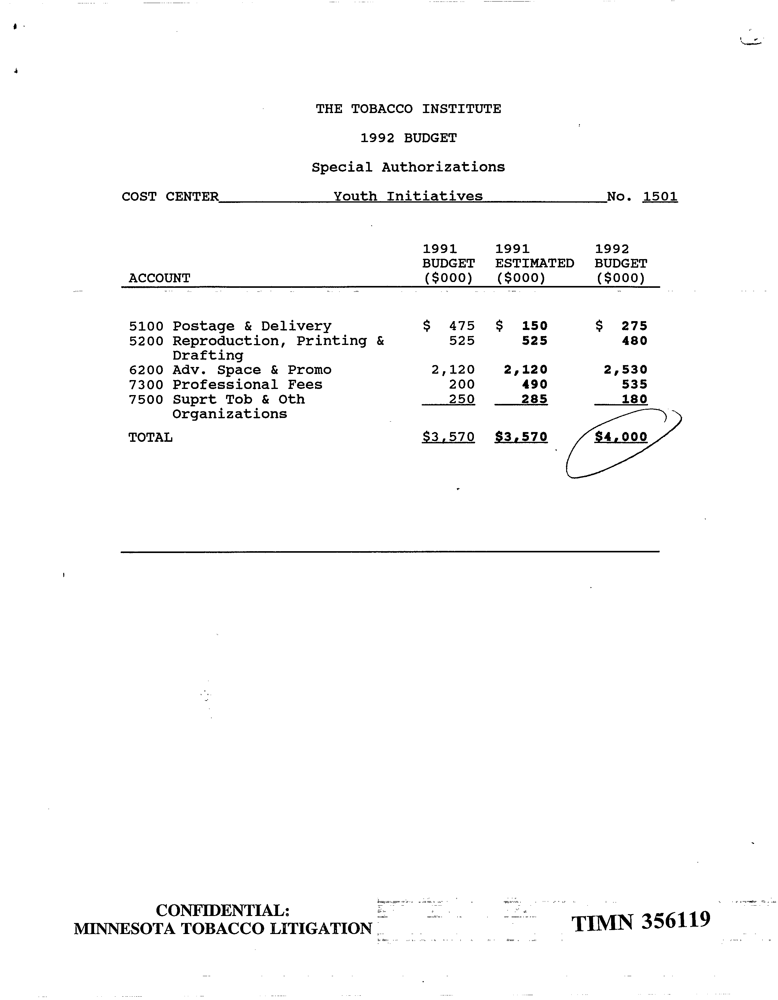 THE TOBACCO INSTITUTE
1992 BUDGET
Special Authorizations
COST CENTER Youth Initiatives No. 1501
1991 1991 1992
BUDGET ESTIMATED BUDGET
ACCOUNT ($000) ($000) ($000)
5100 Postage & Delivery $ 475 $ 150 $ 275
5200 Reproduction, Printing & 525 525 480
Drafting
6200 Adv. Space & Promo 2,120 2,120 2,530
7300 Professional Fees 200 490 535
7500 Suprt Tob & Oth 250 285 180
Organizations
TOTAL $3,570 $3,570 $4,000
CONFIDENTIAL:
MINNESOTA TOBACCO LITIGATION
TIMN 356119